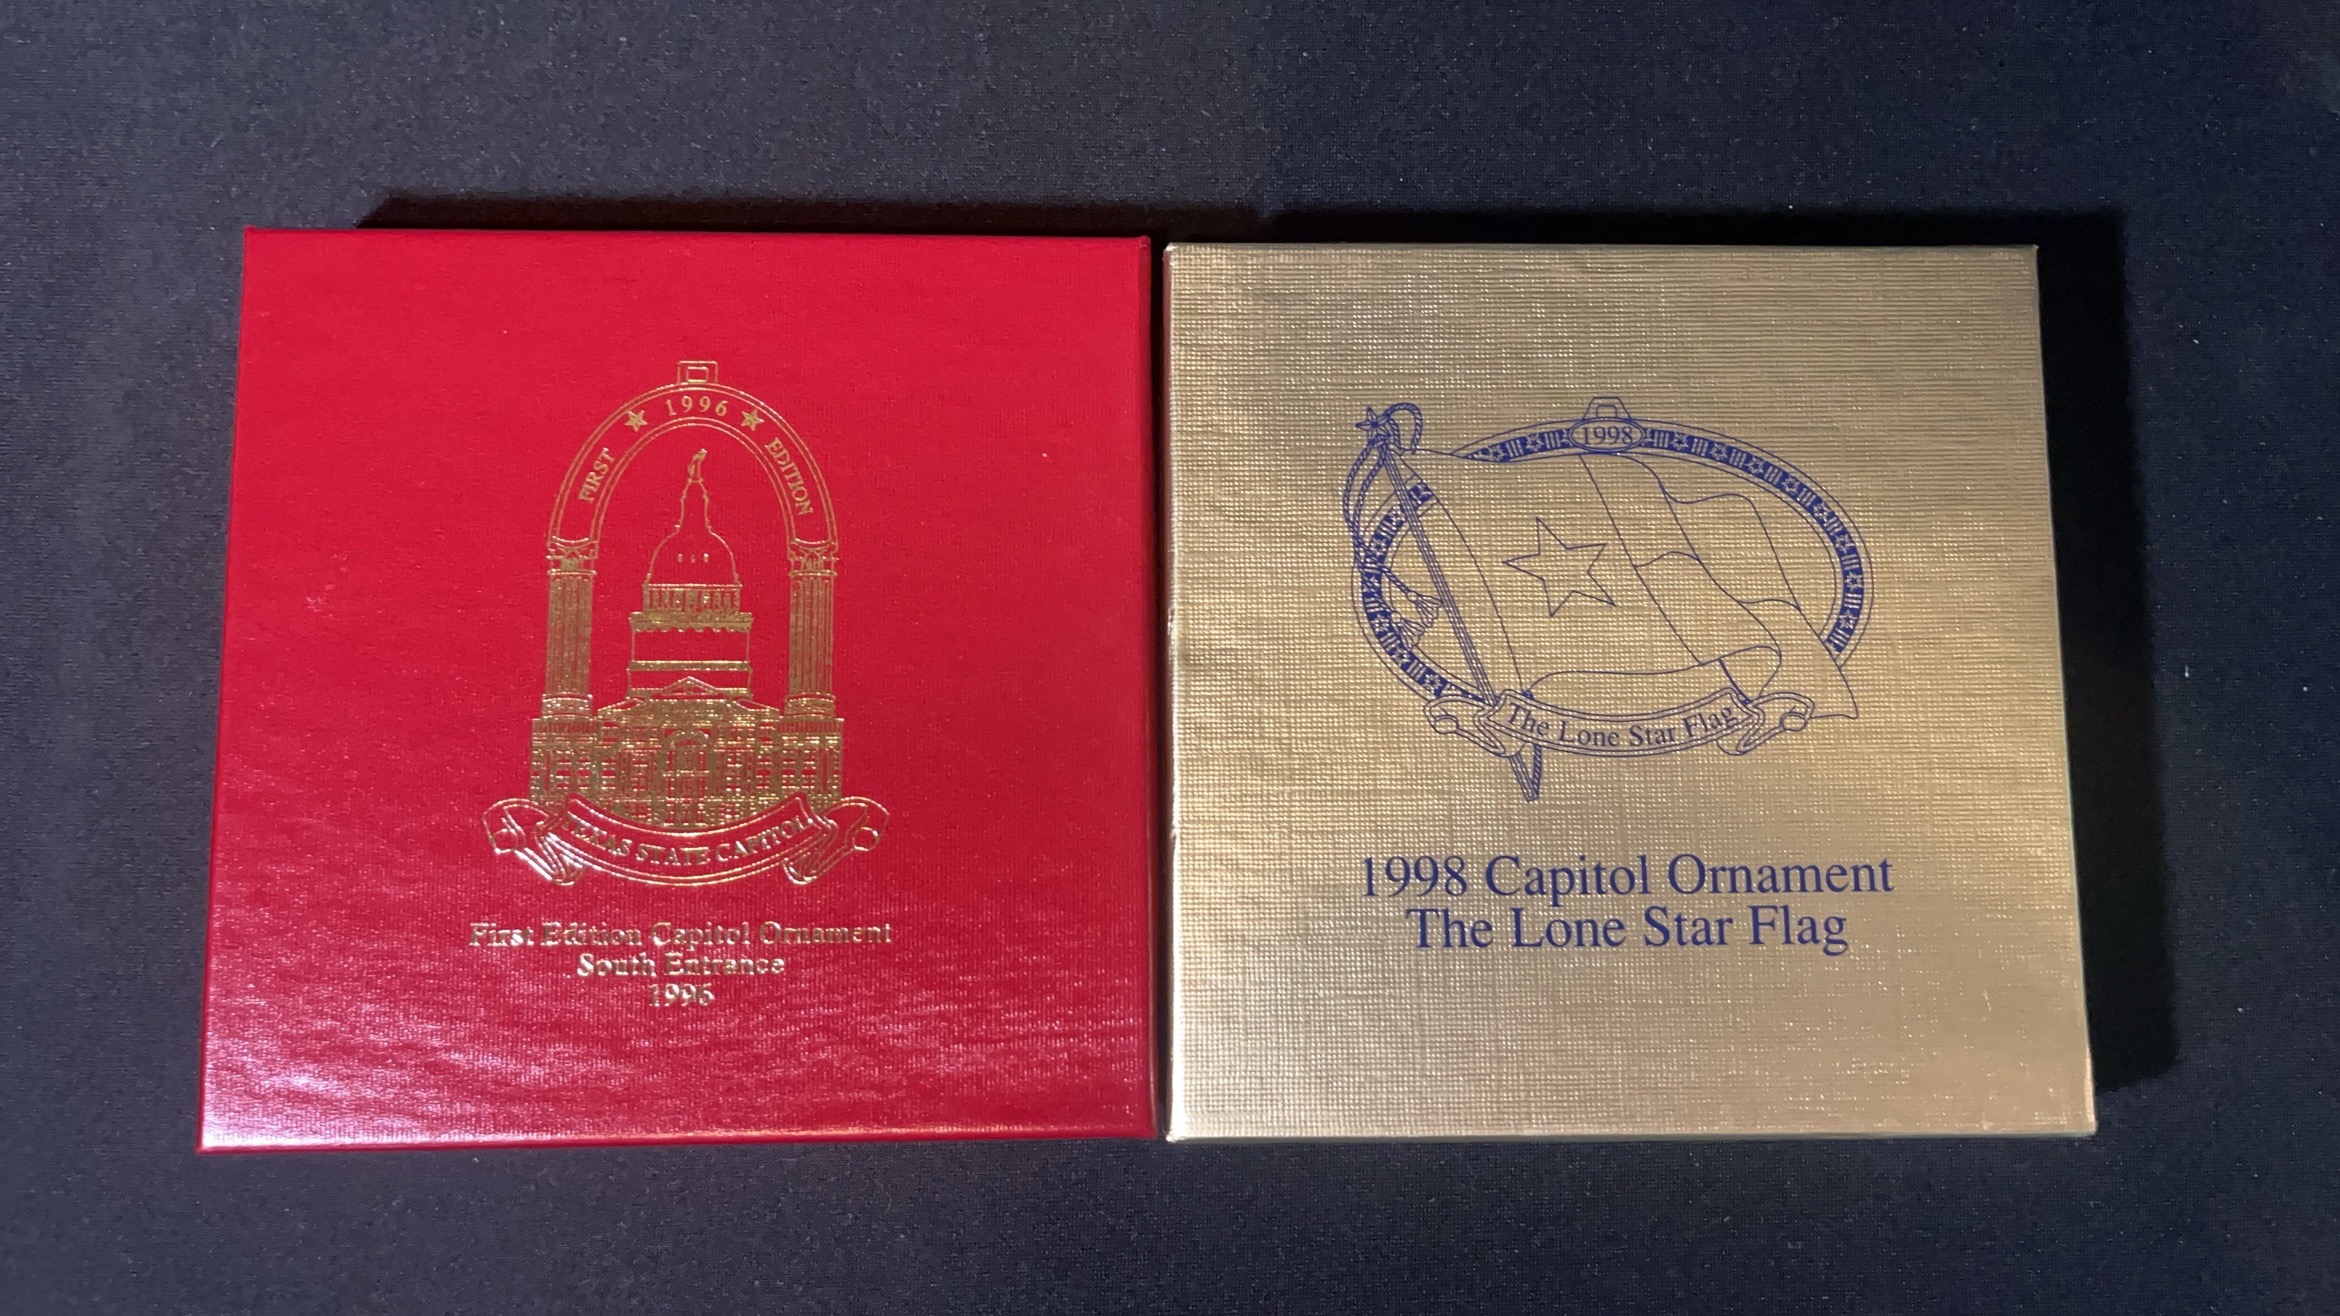 FIRST ★ 1996 ★ EDITION
TEXAS STATE CAPITOL
First Edition Capitol Ornament
South Entrance
1996
1998
The Lone Star Flag
1998 Capitol Ornament
The Lone Star Flag